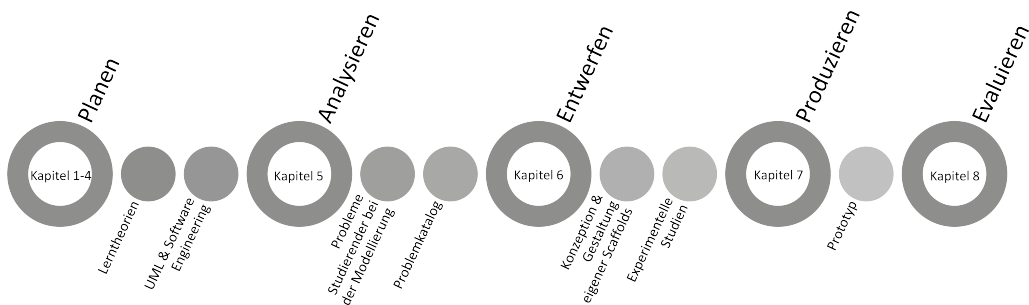 Planen
Kapitel 1-4
Lerntheorien
UML & Software
Engineering
Analysieren
Kapitel 5
Probleme
Studierender bei
der Modellierung
Problemkatalog
Entwerfen
Kapitel 6
Konzeption &
Gestaltung
eigener Scaffolds
Experimentelle
Studien
Produzieren
Kapitel 7
Prototyp
Evaluieren
Kapitel 8